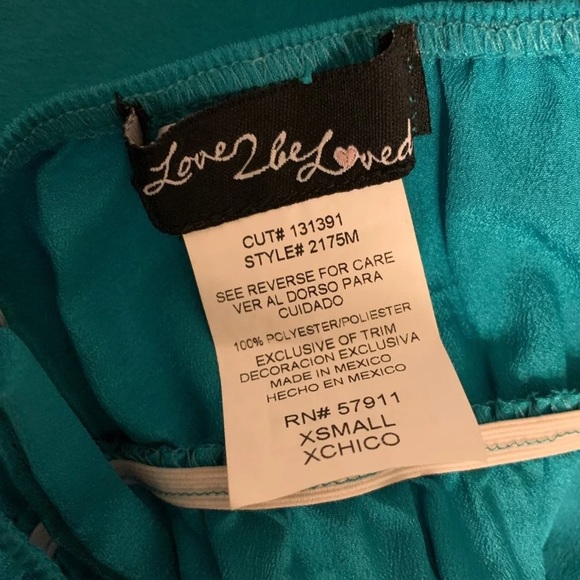 Love2beLoved
CUT# 131391
STYLE# 2175M
SEE REVERSE FOR CARE
VER AL DORSO PARA
CUIDADO
100% POLYESTER/POLIESTER
EXCLUSIVE OF TRIM
DECORACION EXCLUSIVA
MADE IN MEXICO
HECHO EN MEXICO
RN# 57911
XSMALL
XCHICO